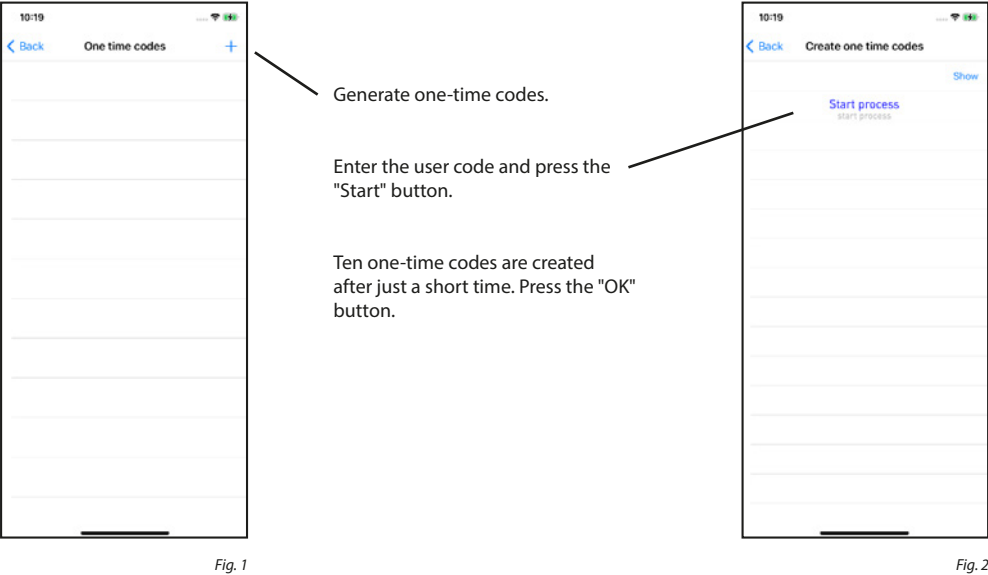 10:19
Back
One time codes
+
Generate one-time codes.
Enter the user code and press the
"Start" button.
Ten one-time codes are created
after just a short time. Press the "OK"
button.
10:19
Back
Create one time codes
Show
Start process
start process
Fig. 1
Fig. 2